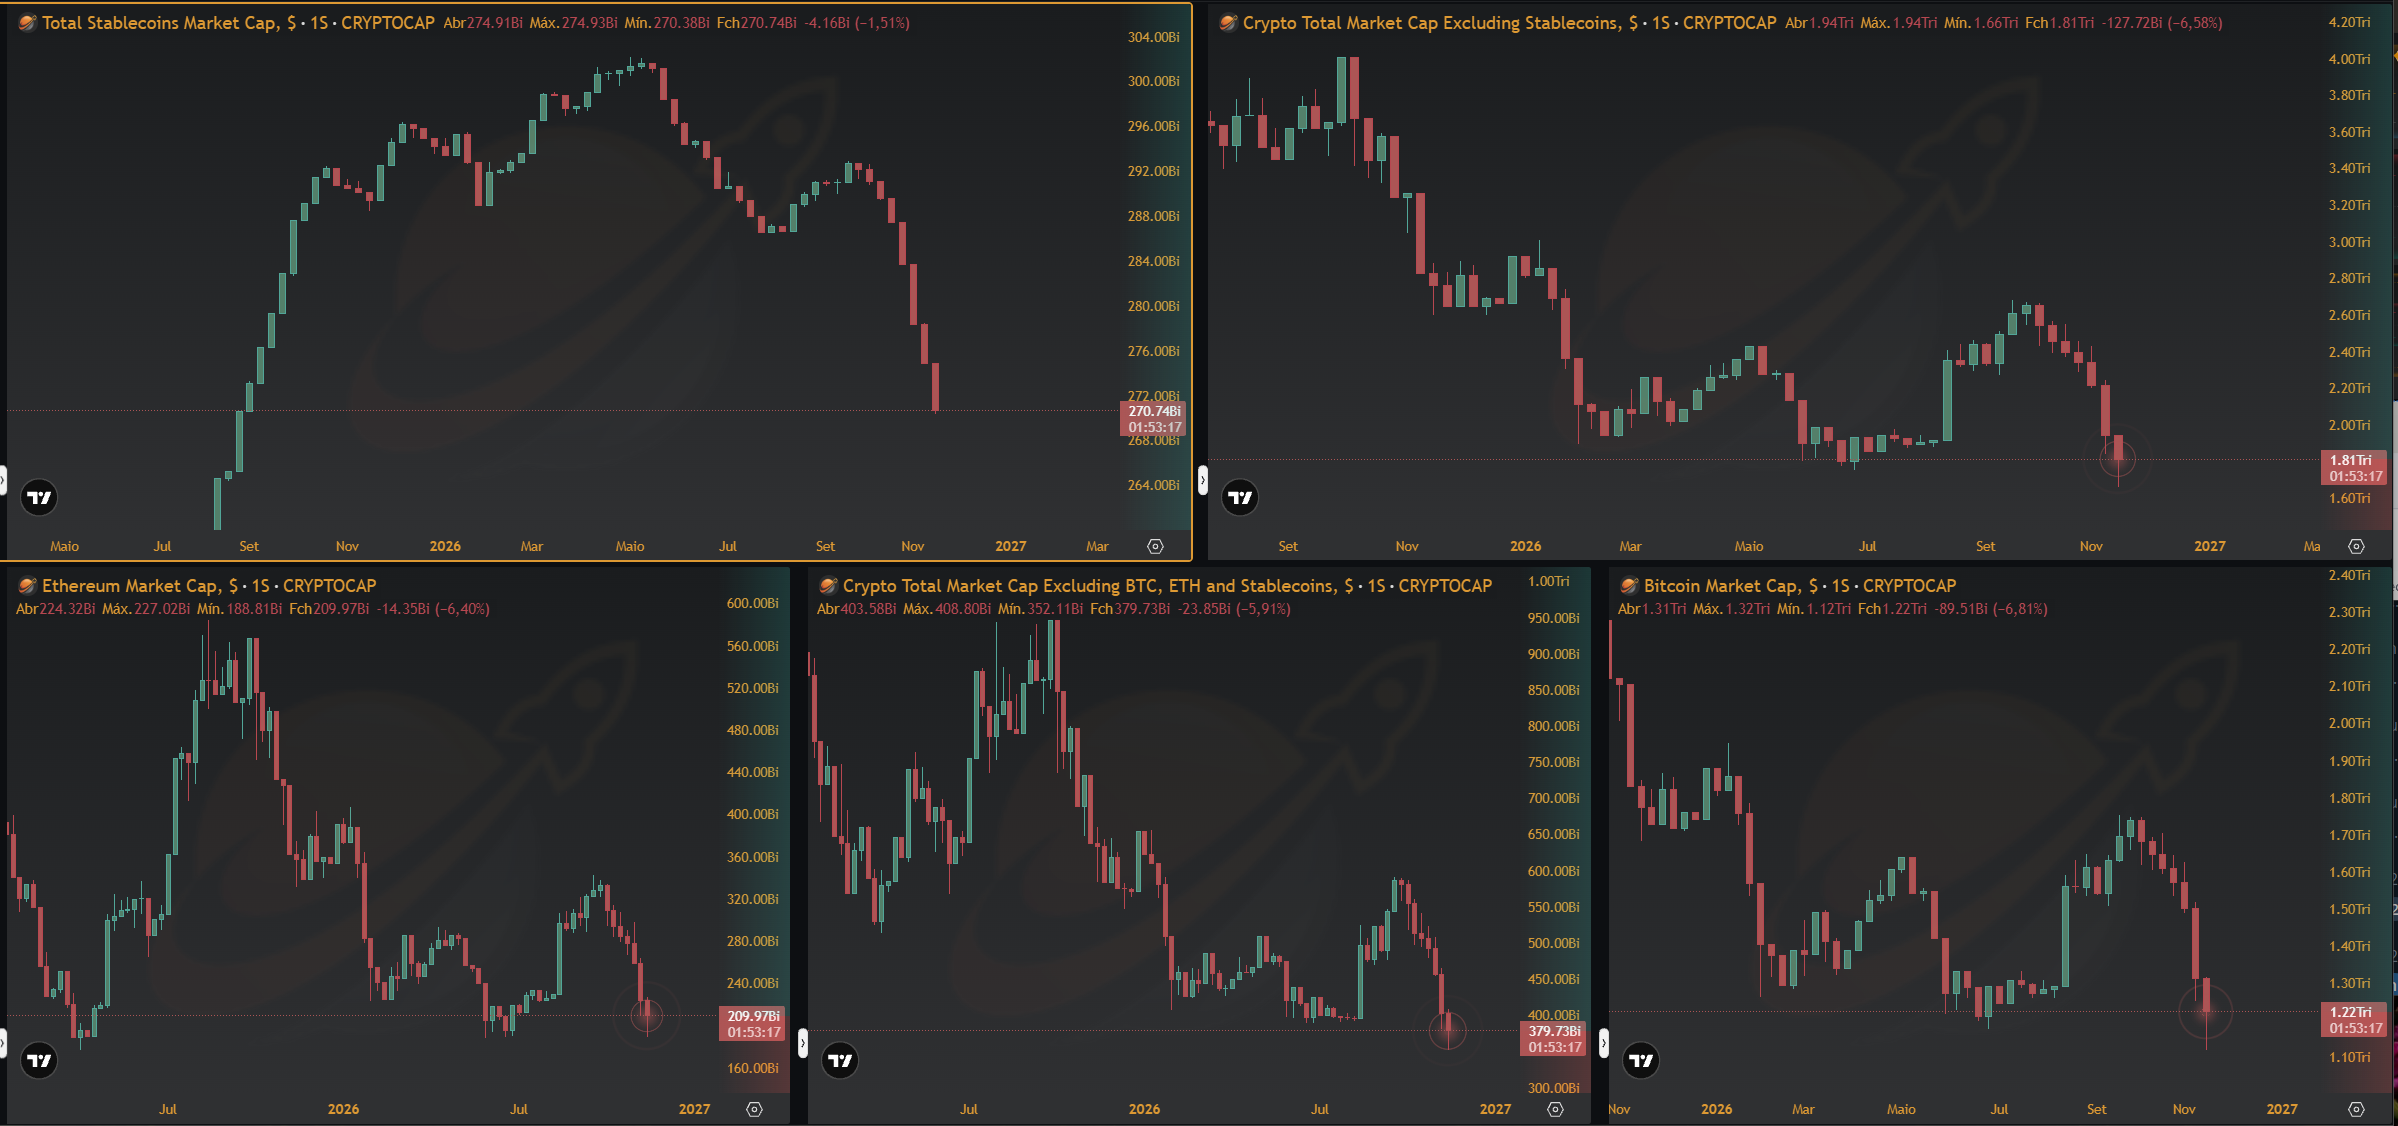 Total Stablecoins Market Cap, $ · 1S · CRYPTOCAP Abr274.91Bi Máx.274.93Bi Mín.270.38Bi Fch270.74Bi -4.16Bi (−1,51%)
304.00Bi
300.00Bi
296.00Bi
292.00Bi
288.00Bi
284.00Bi
280.00Bi
276.00Bi
272.00Bi
270.74Bi
01:53:17
268.00Bi
264.00Bi
Maio Jul Set Nov 2026 Mar Maio Jul Set Nov 2027 Mar
Crypto Total Market Cap Excluding Stablecoins, $ · 1S · CRYPTOCAP Abr1.94Tri Máx.1.94Tri Mín.1.66Tri Fch1.81Tri -127.72Bi (−6,58%)
4.20Tri
4.00Tri
3.80Tri
3.60Tri
3.40Tri
3.20Tri
3.00Tri
2.80Tri
2.60Tri
2.40Tri
2.20Tri
2.00Tri
1.81Tri
01:53:17
1.60Tri
Set Nov 2026 Mar Maio Jul Set Nov 2027 Ma
Ethereum Market Cap, $ · 1S · CRYPTOCAP
Abr224.32Bi Máx.227.02Bi Mín.188.81Bi Fch209.97Bi -14.35Bi (−6,40%)
600.00Bi
560.00Bi
520.00Bi
480.00Bi
440.00Bi
400.00Bi
360.00Bi
320.00Bi
280.00Bi
240.00Bi
209.97Bi
01:53:17
160.00Bi
Jul 2026 Jul 2027
Crypto Total Market Cap Excluding BTC, ETH and Stablecoins, $ · 1S · CRYPTOCAP
Abr403.58Bi Máx.408.80Bi Mín.352.11Bi Fch379.73Bi -23.85Bi (−5,91%)
1.00Tri
950.00Bi
900.00Bi
850.00Bi
800.00Bi
750.00Bi
700.00Bi
650.00Bi
600.00Bi
550.00Bi
500.00Bi
450.00Bi
400.00Bi
379.73Bi
01:53:17
300.00Bi
Jul 2026 Jul 2027
Bitcoin Market Cap, $ · 1S · CRYPTOCAP
Abr1.31Tri Máx.1.32Tri Mín.1.12Tri Fch1.22Tri -89.51Bi (−6,81%)
2.40Tri
2.30Tri
2.20Tri
2.10Tri
2.00Tri
1.90Tri
1.80Tri
1.70Tri
1.60Tri
1.50Tri
1.40Tri
1.30Tri
1.22Tri
01:53:17
1.10Tri
Nov 2026 Mar Maio Jul Set Nov 2027